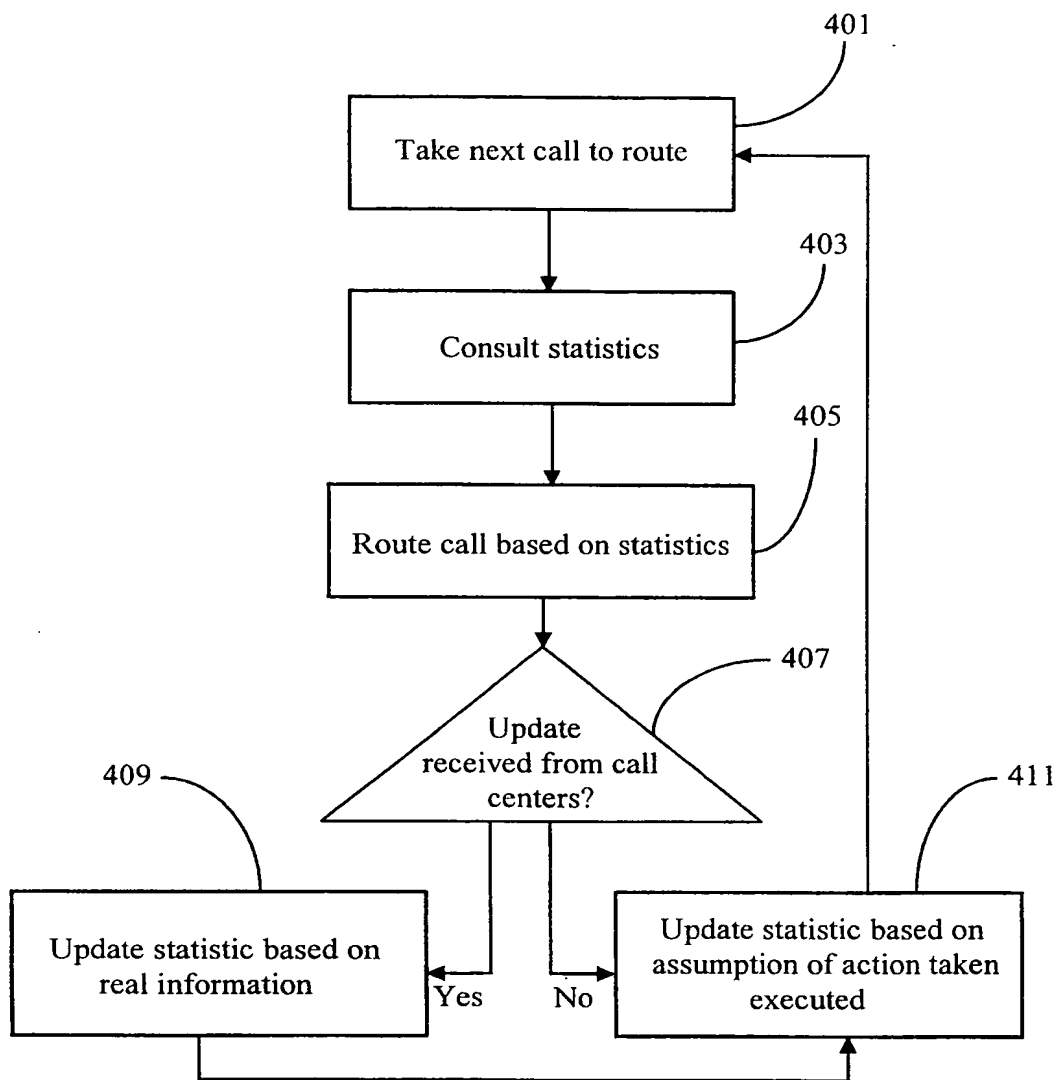 401
Take next call to route
403
Consult statistics
405
Route call based on statistics
407
Update
received from call
centers?
409
411
Update statistic based on
real information
Yes
No
Update statistic based on
assumption of action taken
executed